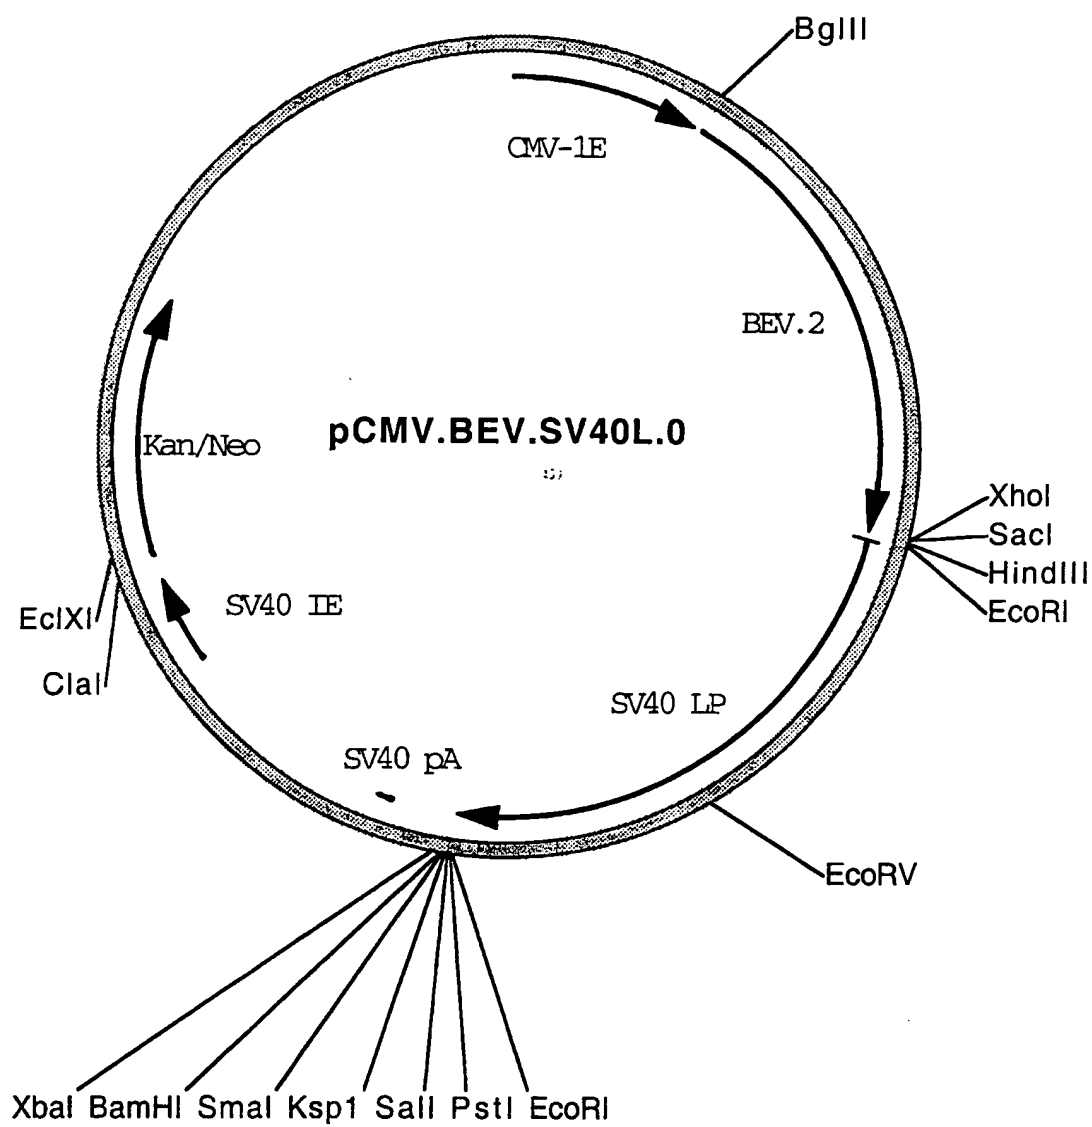 BglII
CMV-1E
BEV.2
pCMV.BEV.SV40L.0
Kan/Neo
XhoI
SacI
HindIII
EcoRI
SV40 IE
EclXI
ClaI
SV40 LP
SV40 pA
EcoRV
XbaI BamHI SmaI Ksp1 SalI PstI EcoRI